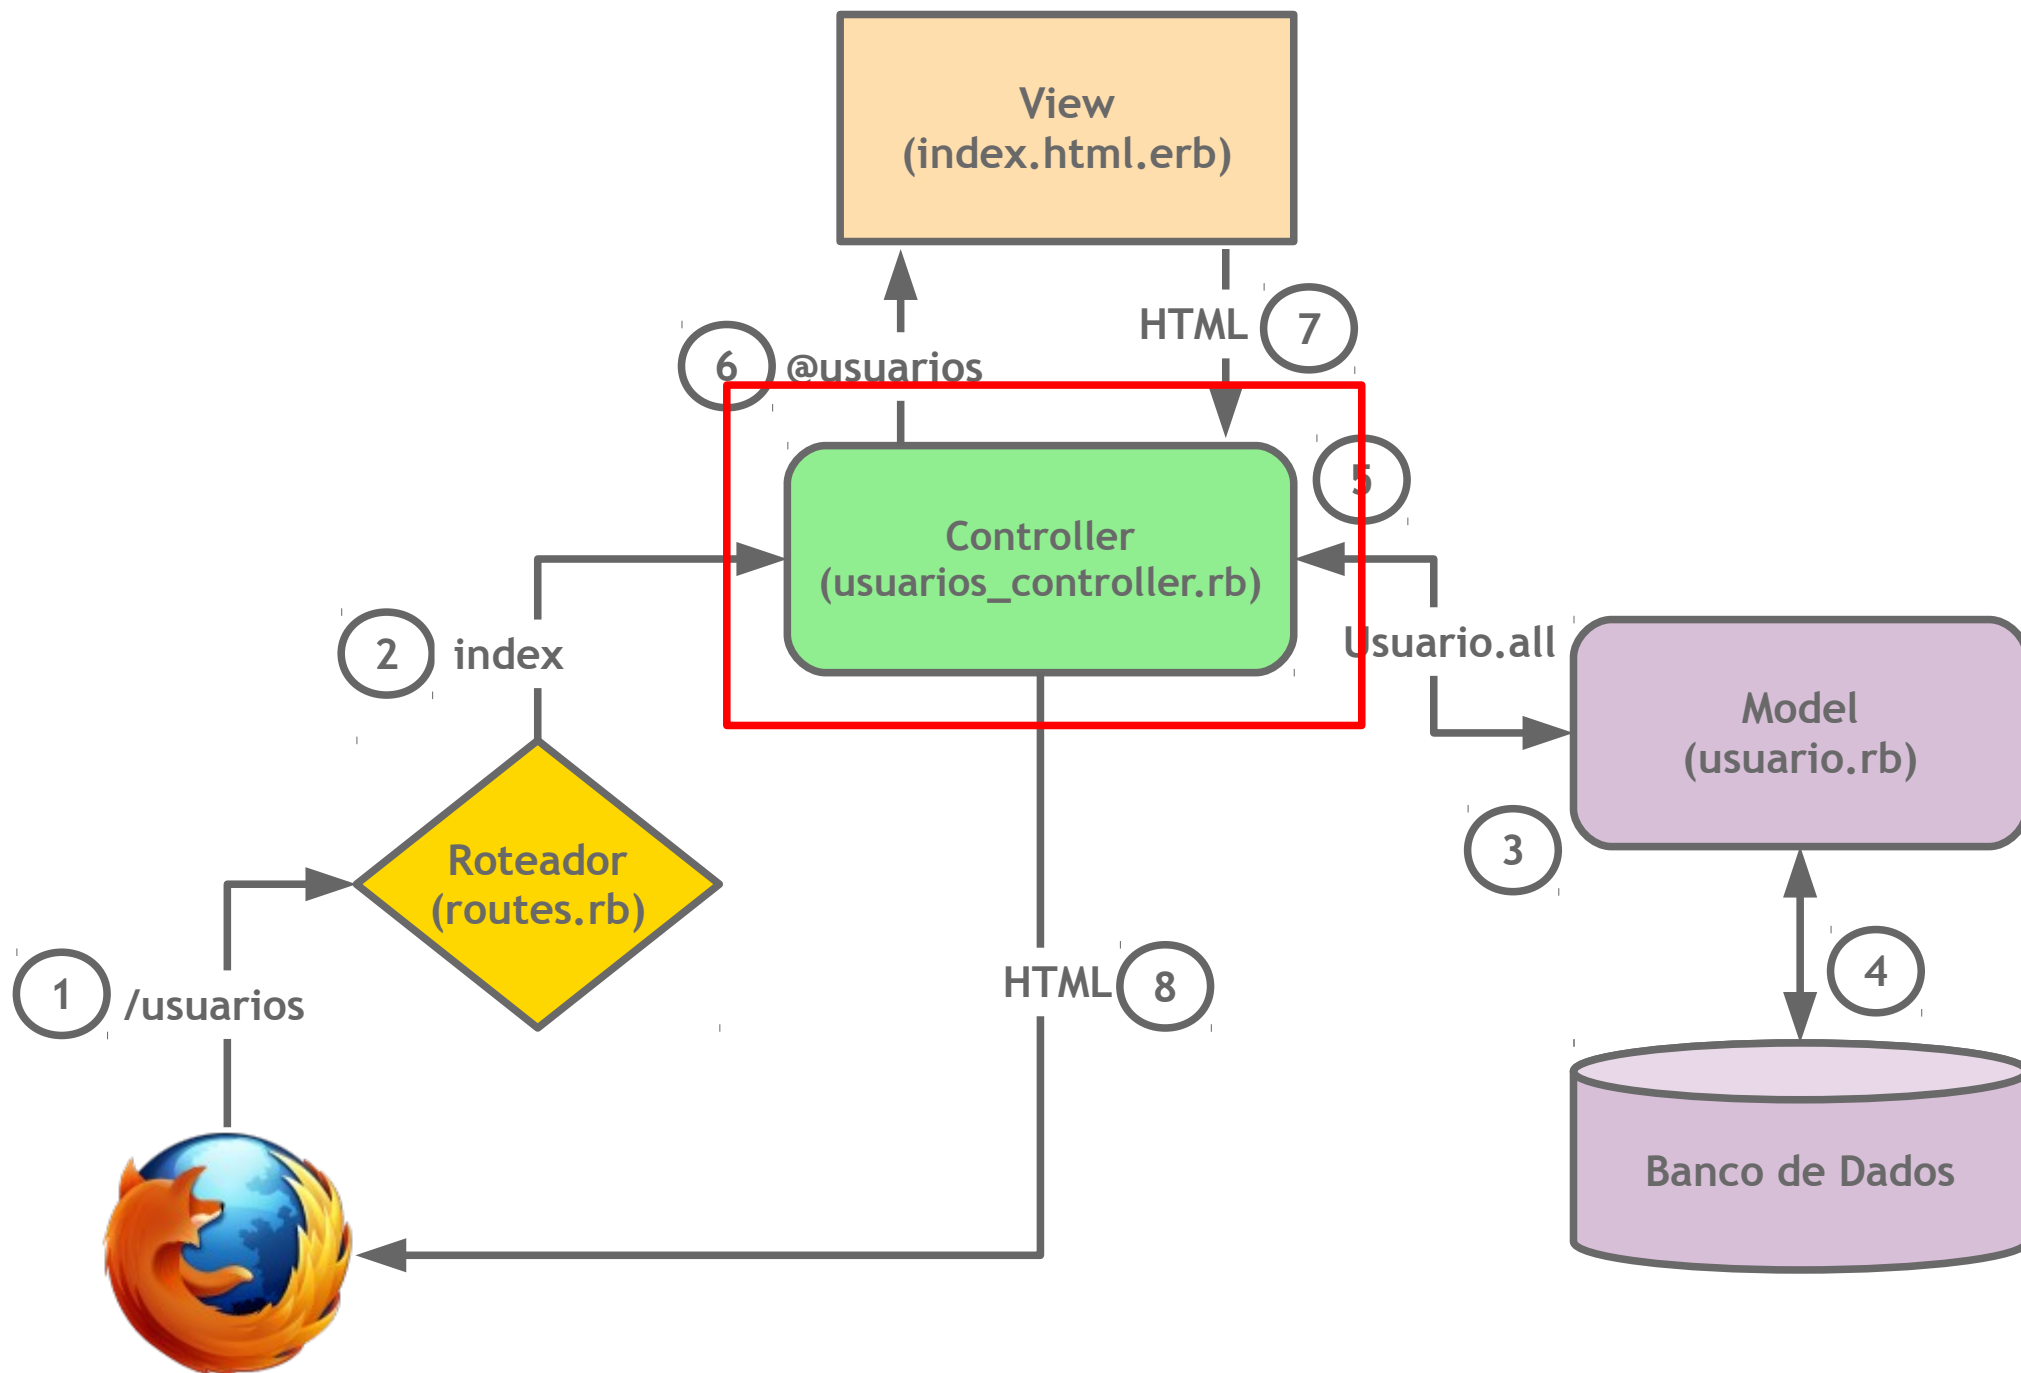 View
(index.html.erb)
HTML
7
6
@usuarios
5
Controller
(usuarios_controller.rb)
2
index
Usuario.all
Model
(usuario.rb)
3
Roteador
(routes.rb)
4
1
/usuarios
HTML
8
Banco de Dados